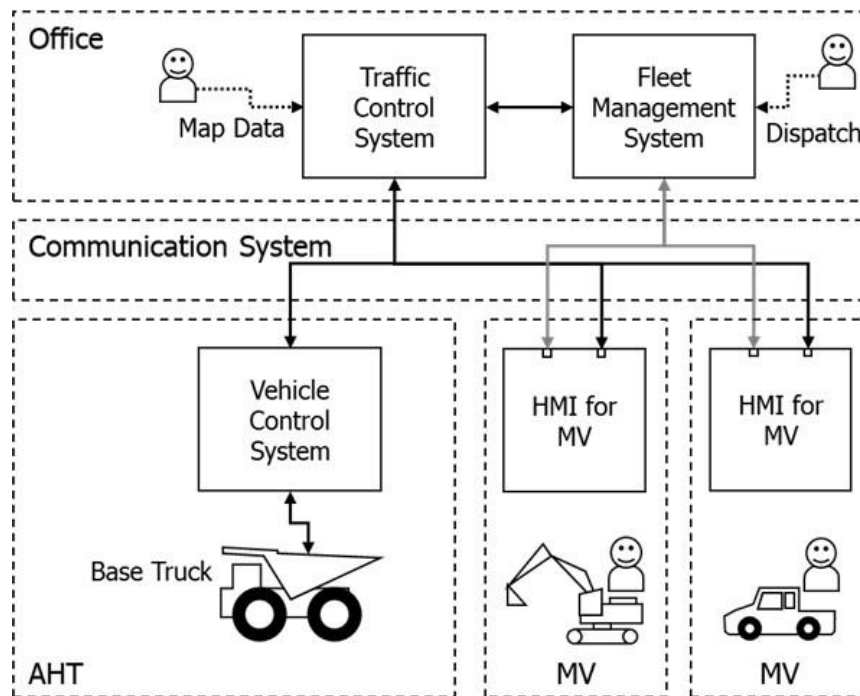 Office
Map Data
Traffic
Control
System
Fleet
Management
System
Dispatch
Communication System
Vehicle
Control
System
HMI for
MV
HMI for
MV
Base Truck
AHT
MV
MV